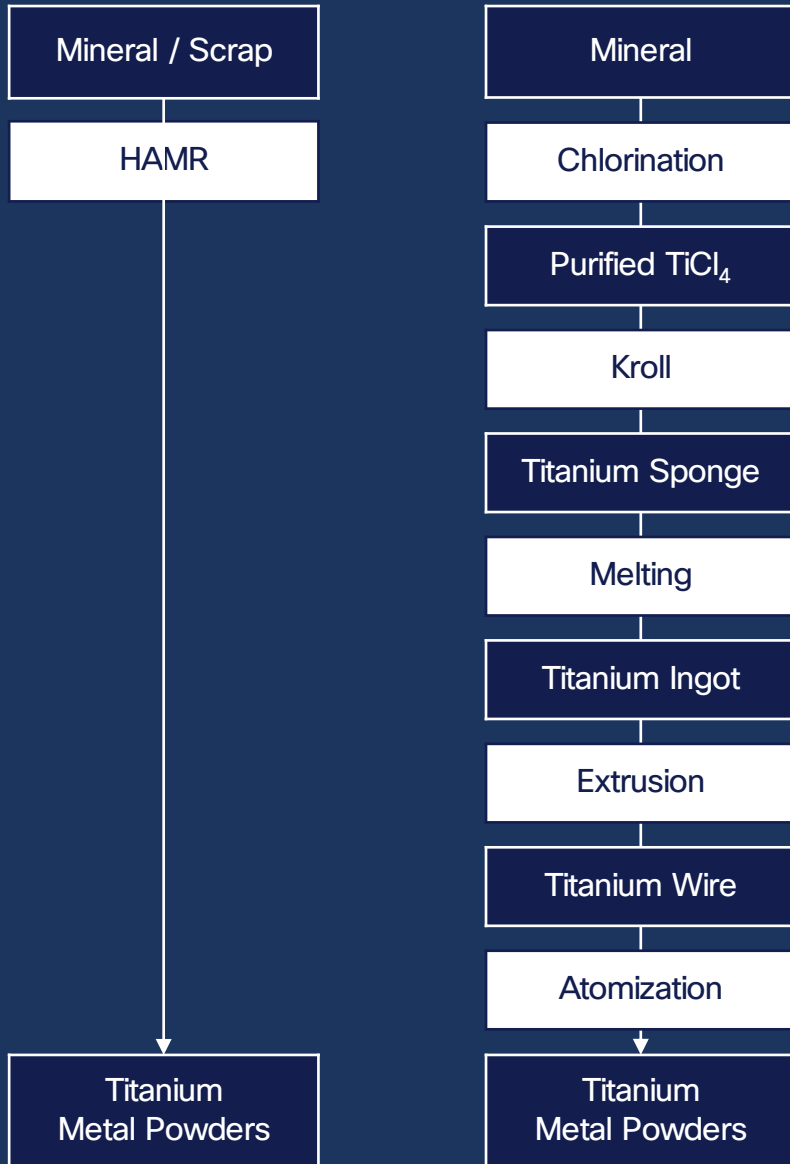 Mineral / Scrap
HAMR
Titanium
Metal Powders
Mineral
Chlorination
Purified TiCl₄
Kroll
Titanium Sponge
Melting
Titanium Ingot
Extrusion
Titanium Wire
Atomization
Titanium
Metal Powders